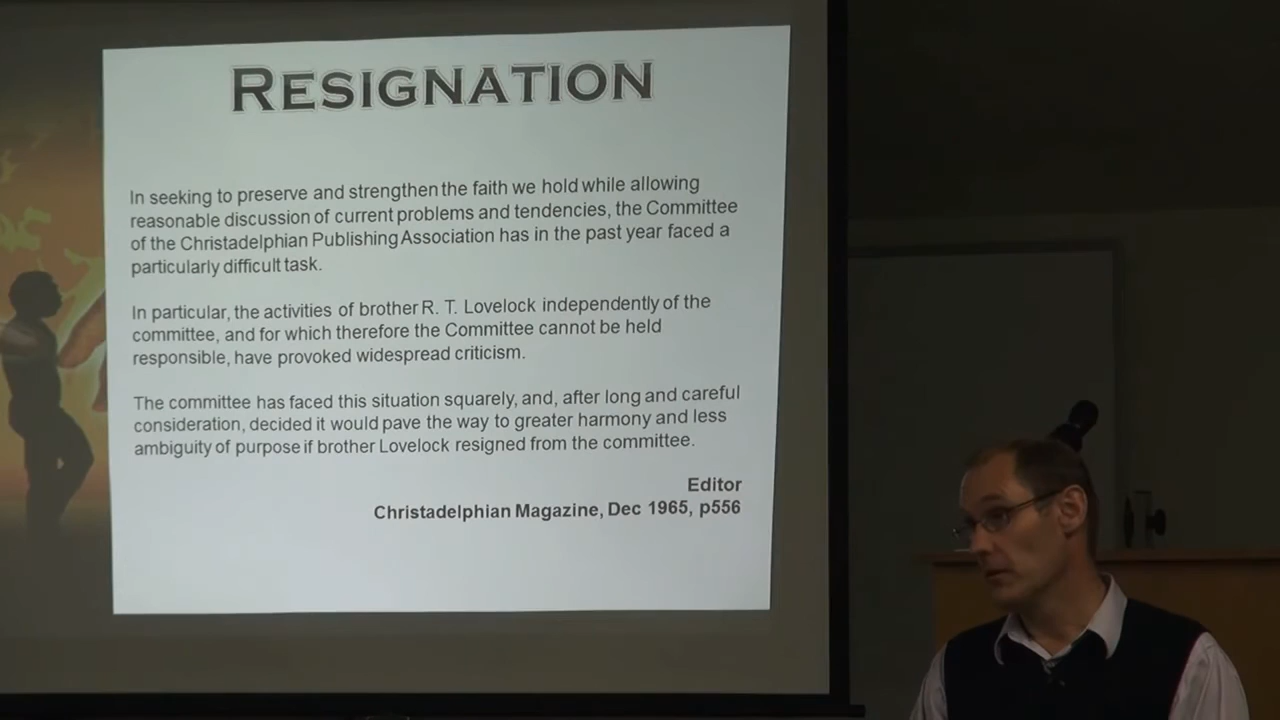 RESIGNATION
In seeking to preserve and strengthen the faith we hold while allowing
reasonable discussion of current problems and tendencies, the Committee
of the Christadelphian Publishing Association has in the past year faced a
particularly difficult task.
In particular, the activities of brother R. T. Lovelock independently of the
committee, and for which therefore the Committee cannot be held
responsible, have provoked widespread criticism.
The committee has faced this situation squarely, and, after long and careful
consideration, decided it would pave the way to greater harmony and less
ambiguity of purpose if brother Lovelock resigned from the committee.
Editor
Christadelphian Magazine, Dec 1965, p556